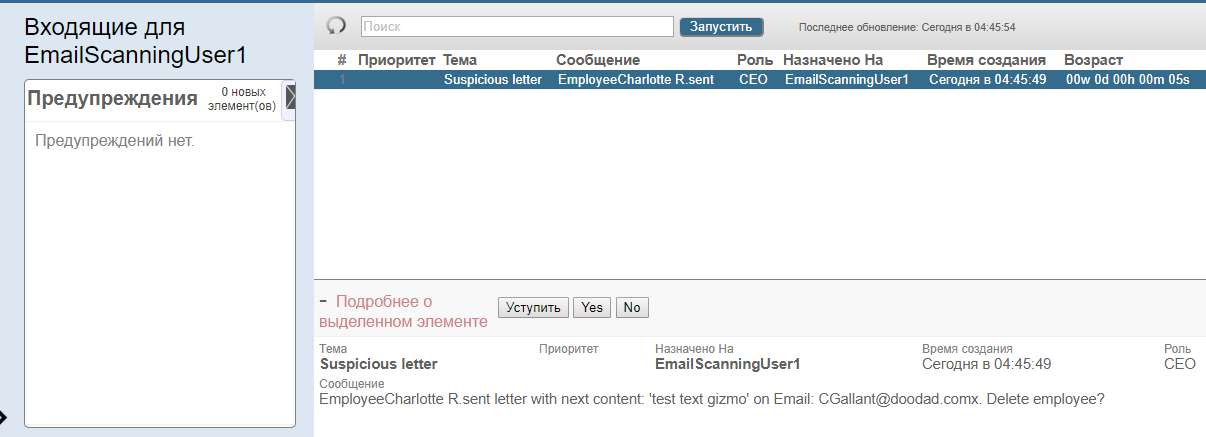 Входящие для
EmailScanningUser1
Предупреждения
0 новых
элемент(ов)
Предупреждений нет.
Поиск
Запустить
Последнее обновление: Сегодня в 04:45:54
# Приоритет Тема Сообщение Роль Назначено На Время создания Возраст
1 Suspicious letter EmployeeCharlotte R.sent CEO EmailScanningUser1 Сегодня в 04:45:49 00w 0d 00h 00m 05s
− Подробнее о
выделенном элементе
Уступить Yes No
Тема Приоритет Назначено На Время создания Роль
Suspicious letter EmailScanningUser1 Сегодня в 04:45:49 CEO
Сообщение
EmployeeCharlotte R.sent letter with next content: 'test text gizmo' on Email: CGallant@doodad.comx. Delete employee?